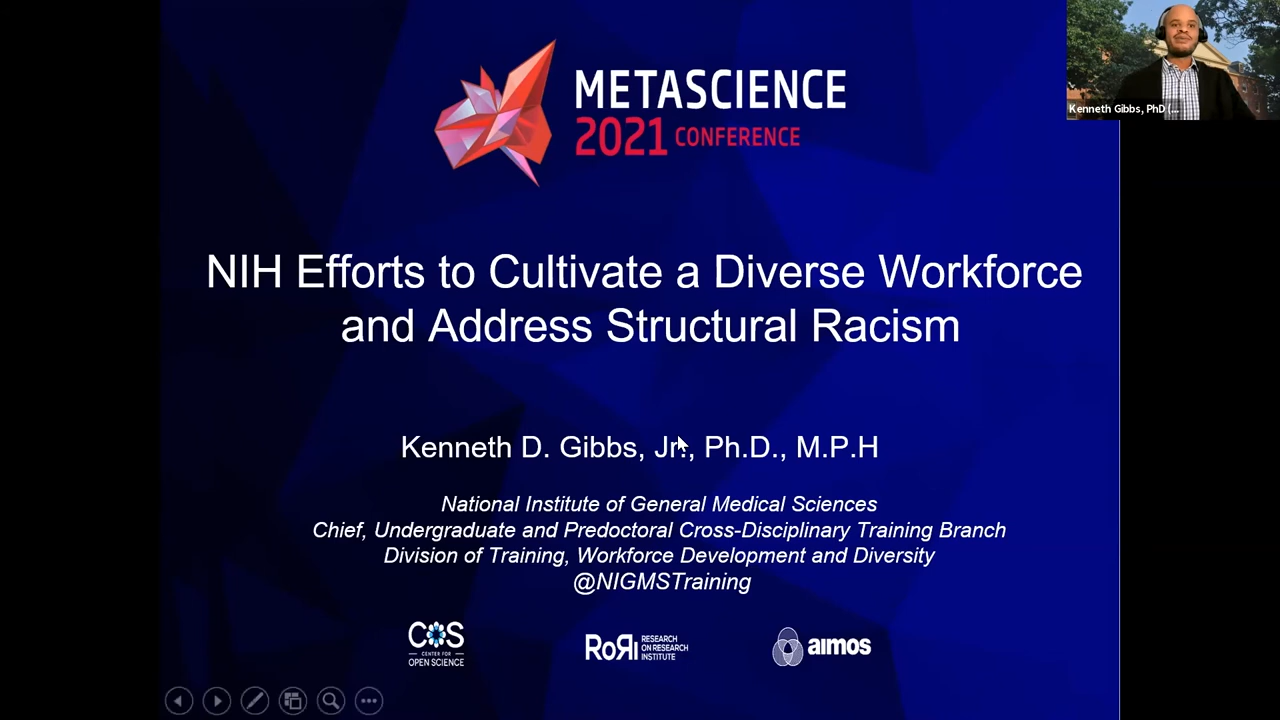 METASCIENCE
2021 CONFERENCE
Kenneth Gibbs, PhD (...
NIH Efforts to Cultivate a Diverse Workforce
and Address Structural Racism
Kenneth D. Gibbs, Jr., Ph.D., M.P.H
National Institute of General Medical Sciences
Chief, Undergraduate and Predoctoral Cross-Disciplinary Training Branch
Division of Training, Workforce Development and Diversity
@NIGMSTraining
COS
CENTER FOR
OPEN SCIENCE
RoRI
RESEARCH
ON RESEARCH
INSTITUTE
aimos